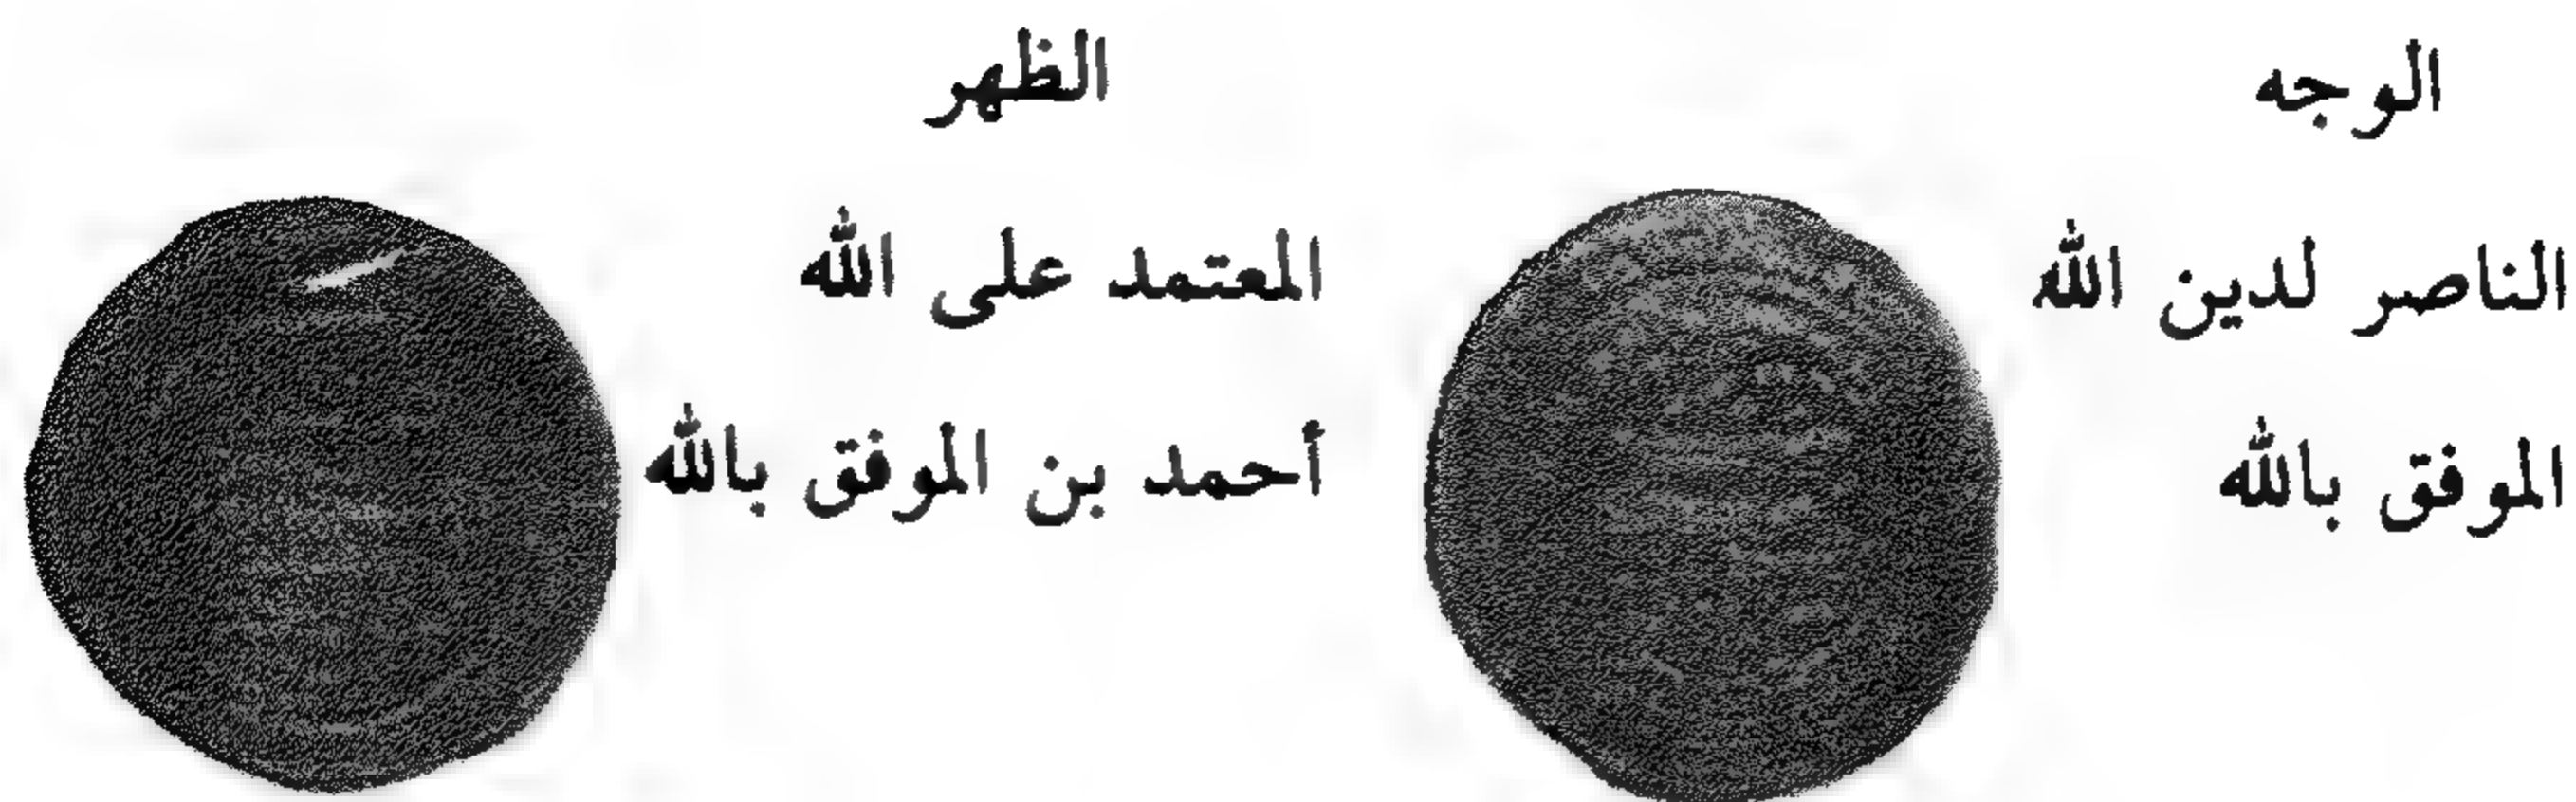 الوجه
الناصر لدين الله
الموفق بالله
الظهر
المعتمد على الله
أحمد بن الموفق بالله